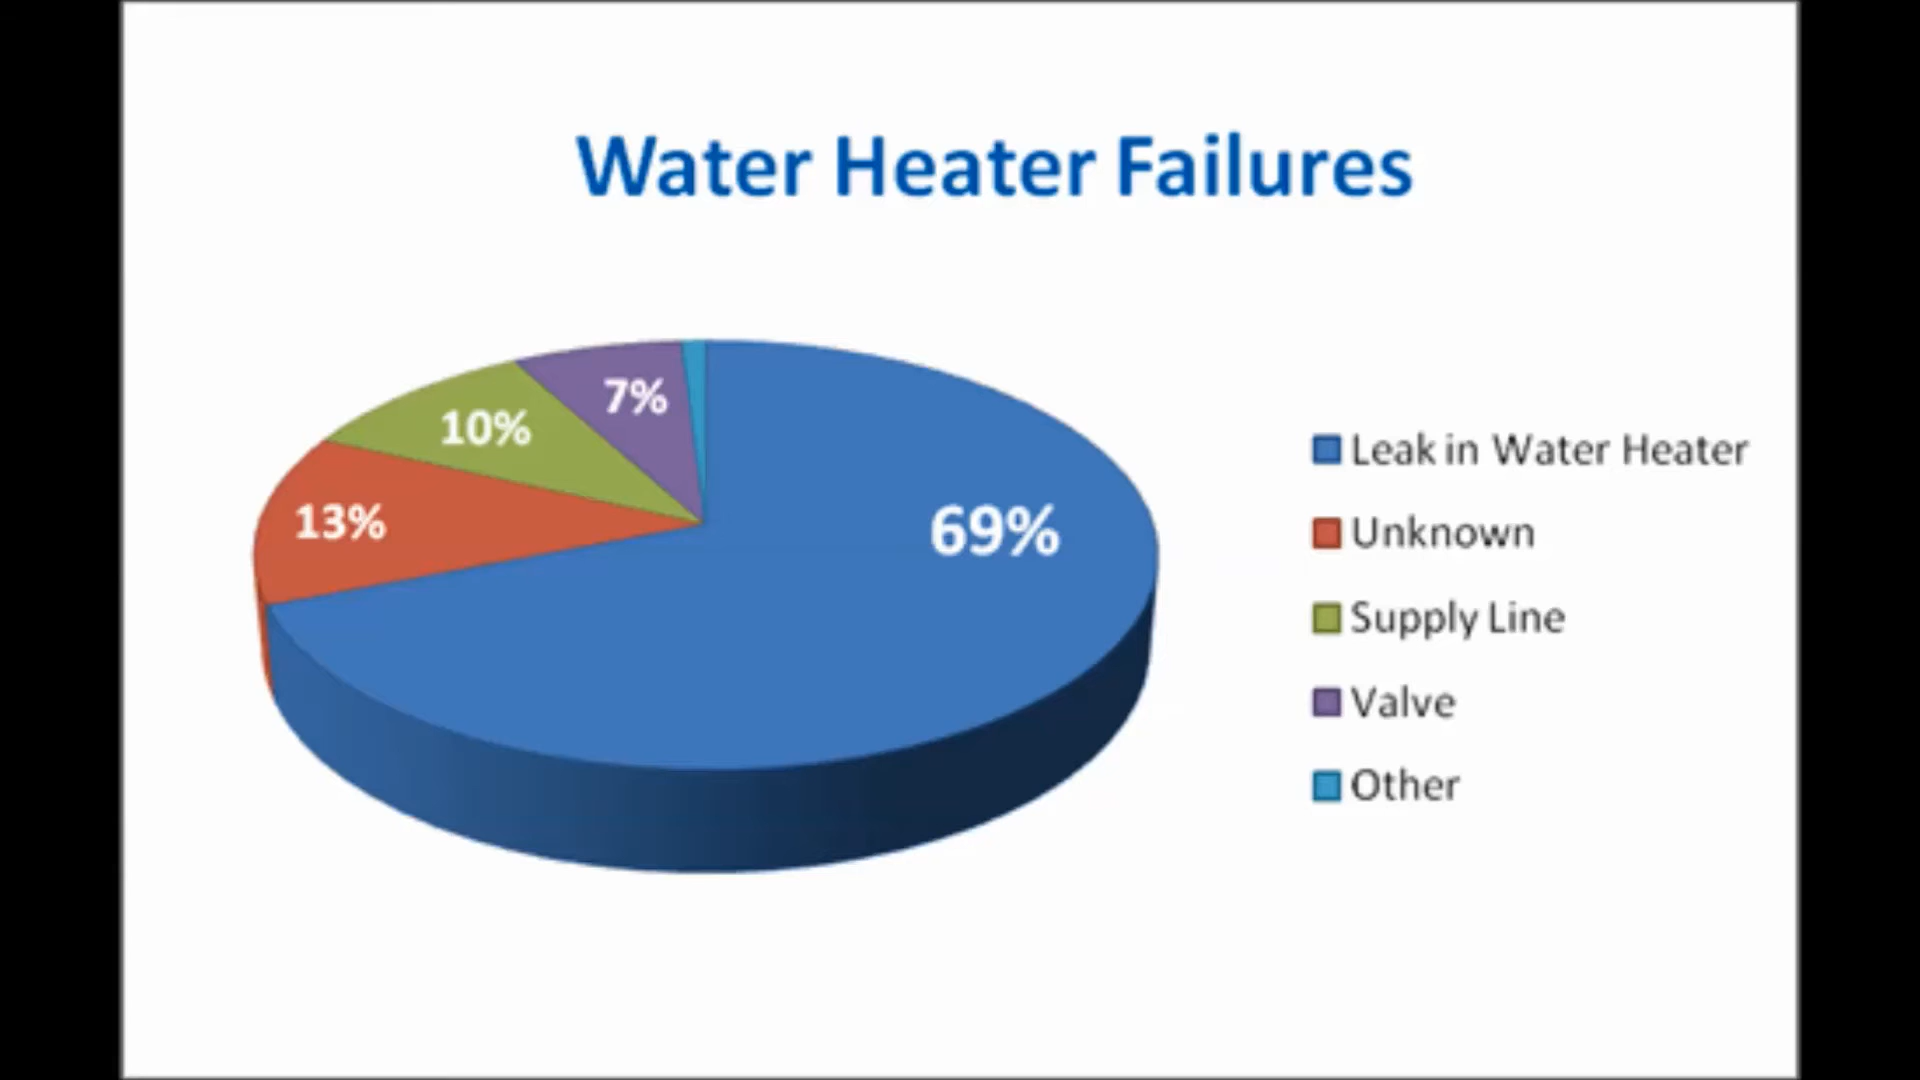 Water Heater Failures
7%
10%
13%
69%
Leak in Water Heater
Unknown
Supply Line
Valve
Other